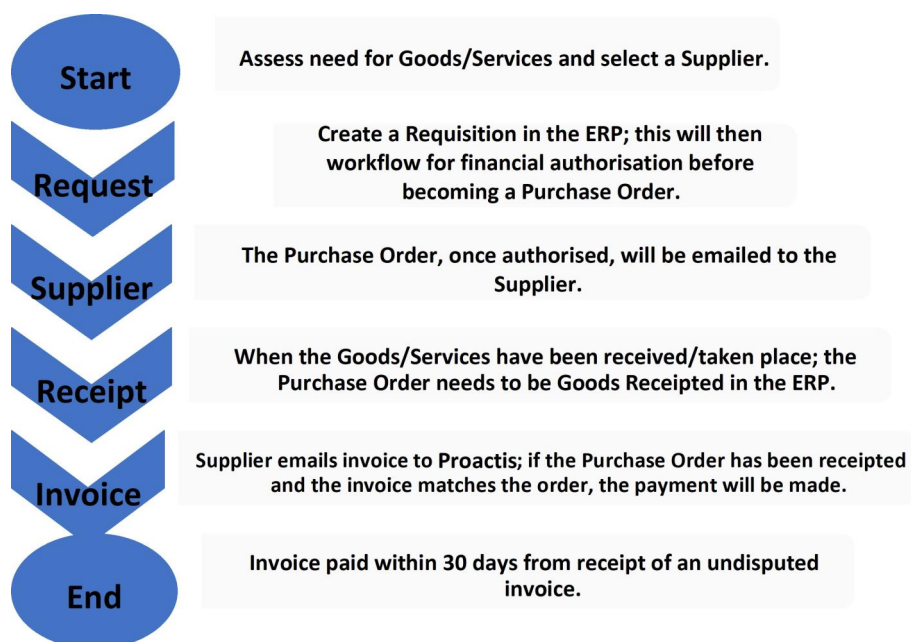 Start
Assess need for Goods/Services and select a Supplier.
Request
Create a Requisition in the ERP; this will then
workflow for financial authorisation before
becoming a Purchase Order.
Supplier
The Purchase Order, once authorised, will be emailed to the
Supplier.
Receipt
When the Goods/Services have been received/taken place; the
Purchase Order needs to be Goods Receipted in the ERP.
Invoice
Supplier emails invoice to Proactis; if the Purchase Order has been receipted
and the invoice matches the order, the payment will be made.
End
Invoice paid within 30 days from receipt of an undisputed
invoice.